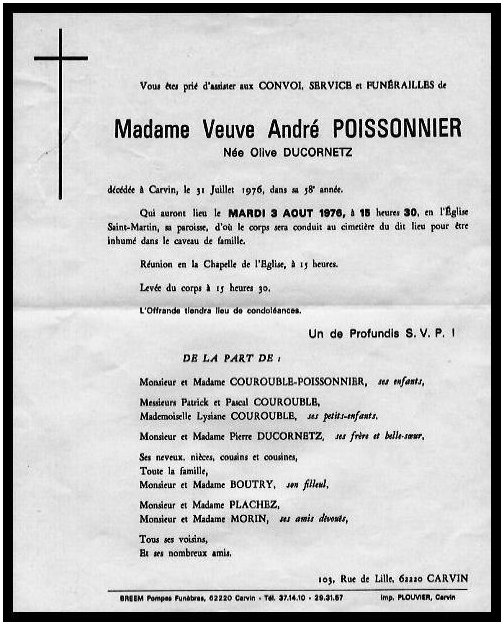 Vous êtes prié d'assister aux CONVOI, SERVICE et FUNÉRAILLES de
Madame Veuve André POISSONNIER
Née Olive DUCORNETZ
décédée à Carvin, le 31 Juillet 1976, dans sa 58e année.
Qui auront lieu le MARDI 3 AOUT 1976, à 15 heures 30, en l'Église
Saint-Martin, sa paroisse, d'où le corps sera conduit au cimetière du dit lieu pour être
inhumé dans le caveau de famille.
Réunion en la Chapelle de l'Eglise, à 15 heures.
Levée du corps à 15 heures 30.
L'Offrande tiendra lieu de condoléances.
Un de Profundis S. V. P. !
DE LA PART DE :
Monsieur et Madame COUROUBLE-POISSONNIER, ses enfants,
Messieurs Patrick et Pascal COUROUBLE,
Mademoiselle Lysiane COUROUBLE, ses petits-enfants,
Monsieur et Madame Pierre DUCORNETZ, ses frère et belle-sœur,
Ses neveux, nièces, cousins et cousines,
Toute la famille,
Monsieur et Madame BOUTRY, son filleul,
Monsieur et Madame PLACHEZ,
Monsieur et Madame MORIN, ses amis dévoués,
Tous ses voisins,
Et ses nombreux amis.
103, Rue de Lille, 62220 CARVIN
BREEM Pompes Funèbres, 62220 Carvin - Tél. 37.14.10 - 29.31.57 Imp. PLOUVIER, Carvin